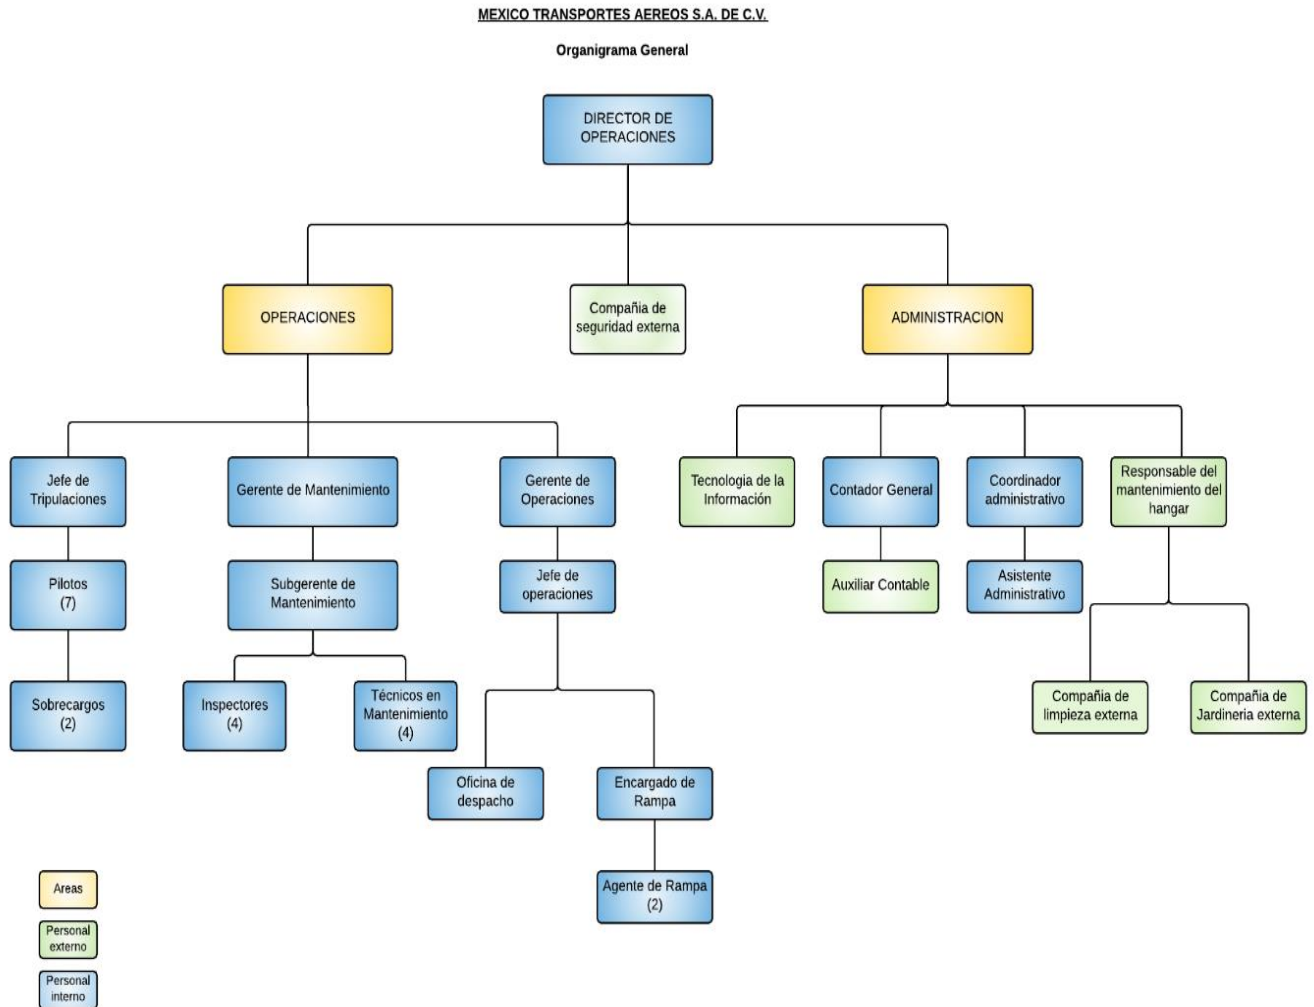 MEXICO TRANSPORTES AEREOS S.A. DE C.V.
Organigrama General
DIRECTOR DE
OPERACIONES
OPERACIONES
Compañia de
seguridad externa
ADMINISTRACION
Jefe de
Tripulaciones
Gerente de Mantenimiento
Gerente de
Operaciones
Tecnologia de la
Información
Contador General
Coordinador
administrativo
Responsable del
mantenimiento del
hangar
Pilotos
(7)
Subgerente de
Mantenimiento
Jefe de
operaciones
Auxiliar Contable
Asistente
Administrativo
Sobrecargos
(2)
Inspectores
(4)
Técnicos en
Mantenimiento
(4)
Compañia de
limpieza externa
Compañia de
Jardineria externa
Oficina de
despacho
Encargado de
Rampa
Agente de Rampa
(2)
Areas
Personal
externo
Personal
interno